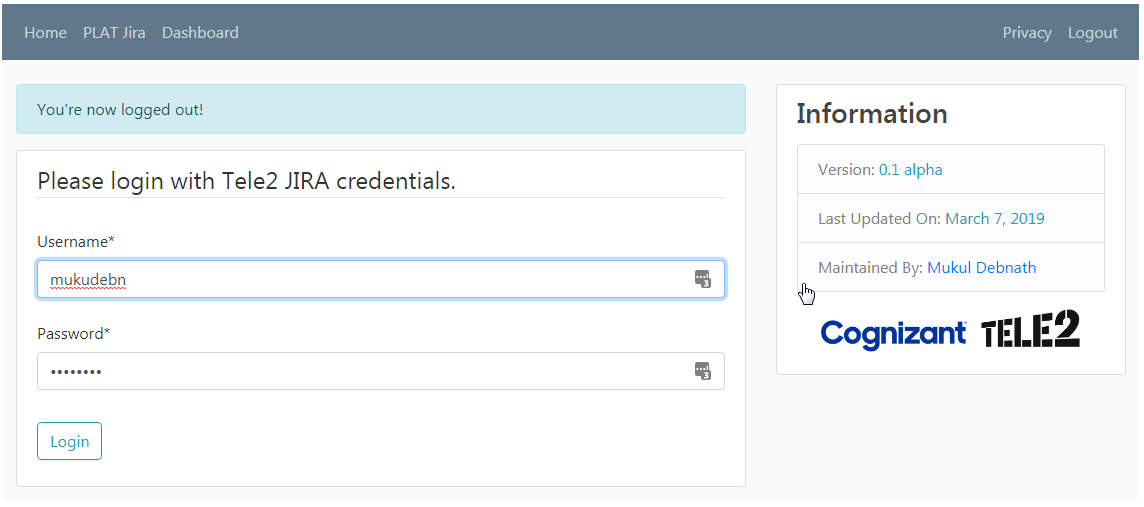 Home PLAT Jira Dashboard Privacy Logout
You're now logged out!
Please login with Tele2 JIRA credentials.
Username*
mukudebn
Password*
••••••••
Login
Information
Version: 0.1 alpha
Last Updated On: March 7, 2019
Maintained By: Mukul Debnath
Cognizant TELE2